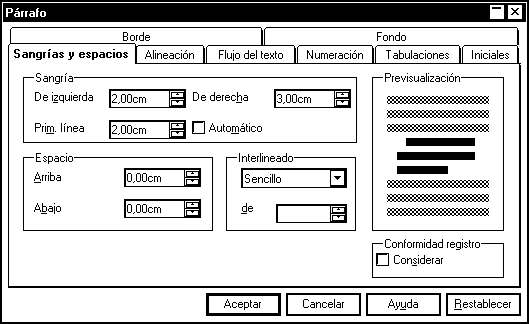 Párrafo
Borde Fondo
Sangrías y espacios Alineación Flujo del texto Numeración Tabulaciones Iniciales
Sangría Previsualización
De izquierda 2,00cm De derecha 3,00cm
Prim. línea 2,00cm Automático
Espacio Interlineado
Arriba 0,00cm Sencillo
Abajo 0,00cm de
Conformidad registro
Considerar
Aceptar Cancelar Ayuda Restablecer